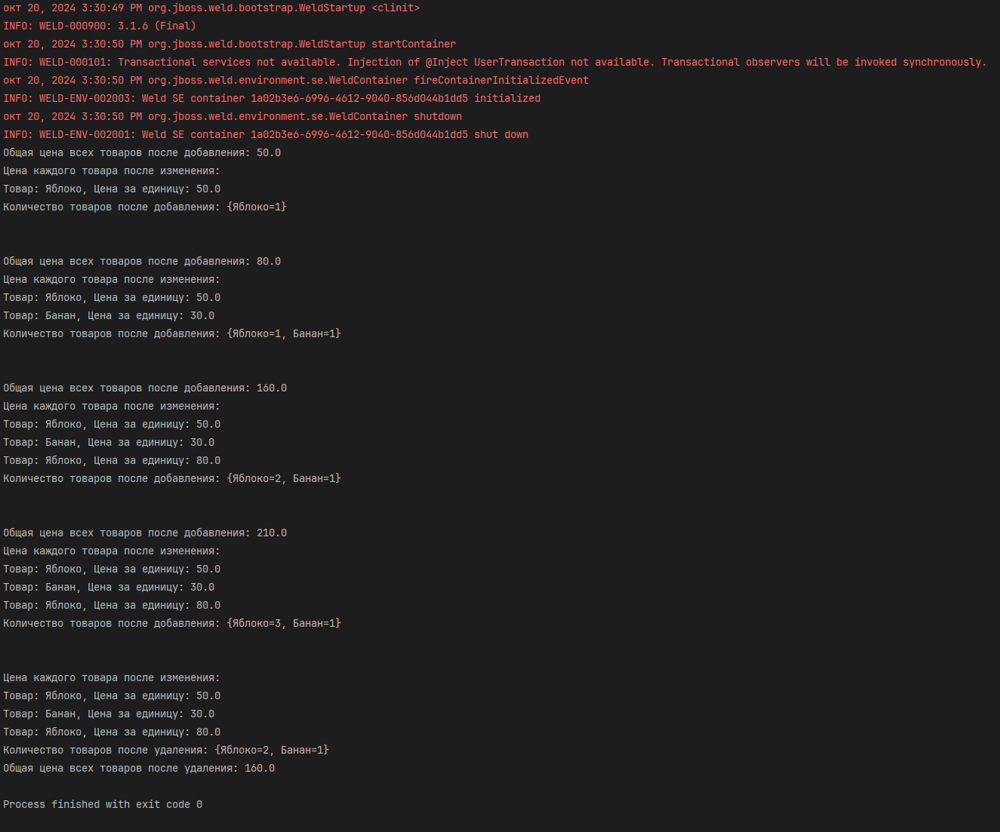 окт 20, 2024 3:30:49 PM org.jboss.weld.bootstrap.WeldStartup <clinit>
INFO: WELD-000900: 3.1.6 (Final)
окт 20, 2024 3:30:50 PM org.jboss.weld.bootstrap.WeldStartup startContainer
INFO: WELD-000101: Transactional services not available. Injection of @Inject UserTransaction not available. Transactional observers will be invoked synchronously.
окт 20, 2024 3:30:50 PM org.jboss.weld.environment.se.WeldContainer fireContainerInitializedEvent
INFO: WELD-ENV-002003: Weld SE container 1a02b3e6-6996-4612-9040-856d044b1dd5 initialized
окт 20, 2024 3:30:50 PM org.jboss.weld.environment.se.WeldContainer shutdown
INFO: WELD-ENV-002001: Weld SE container 1a02b3e6-6996-4612-9040-856d044b1dd5 shut down
Общая цена всех товаров после добавления: 50.0
Цена каждого товара после изменения:
Товар: Яблоко, Цена за единицу: 50.0
Количество товаров после добавления: {Яблоко=1}
Общая цена всех товаров после добавления: 80.0
Цена каждого товара после изменения:
Товар: Яблоко, Цена за единицу: 50.0
Товар: Банан, Цена за единицу: 30.0
Количество товаров после добавления: {Яблоко=1, Банан=1}
Общая цена всех товаров после добавления: 160.0
Цена каждого товара после изменения:
Товар: Яблоко, Цена за единицу: 50.0
Товар: Банан, Цена за единицу: 30.0
Товар: Яблоко, Цена за единицу: 80.0
Количество товаров после добавления: {Яблоко=2, Банан=1}
Общая цена всех товаров после добавления: 210.0
Цена каждого товара после изменения:
Товар: Яблоко, Цена за единицу: 50.0
Товар: Банан, Цена за единицу: 30.0
Товар: Яблоко, Цена за единицу: 80.0
Количество товаров после добавления: {Яблоко=3, Банан=1}
Цена каждого товара после изменения:
Товар: Яблоко, Цена за единицу: 50.0
Товар: Банан, Цена за единицу: 30.0
Товар: Яблоко, Цена за единицу: 80.0
Количество товаров после удаления: {Яблоко=2, Банан=1}
Общая цена всех товаров после удаления: 160.0
Process finished with exit code 0